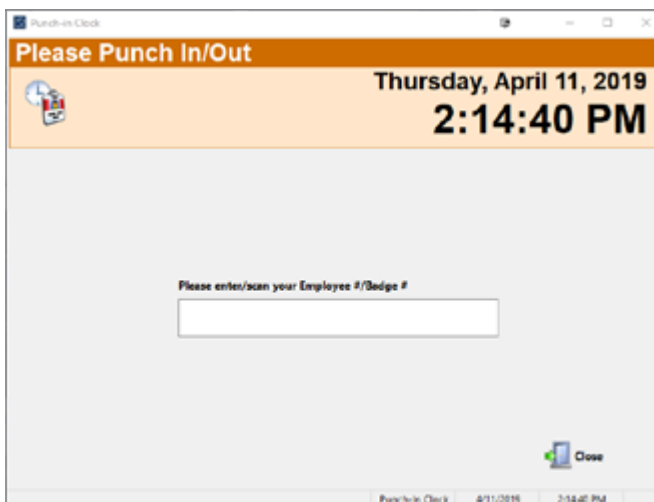 Punch-in Clock
Please Punch In/Out
Thursday, April 11, 2019
2:14:40 PM
Please enter/scan your Employee #/Badge #
Close
Punch-in Clock 4/11/2019 2:14:40 PM